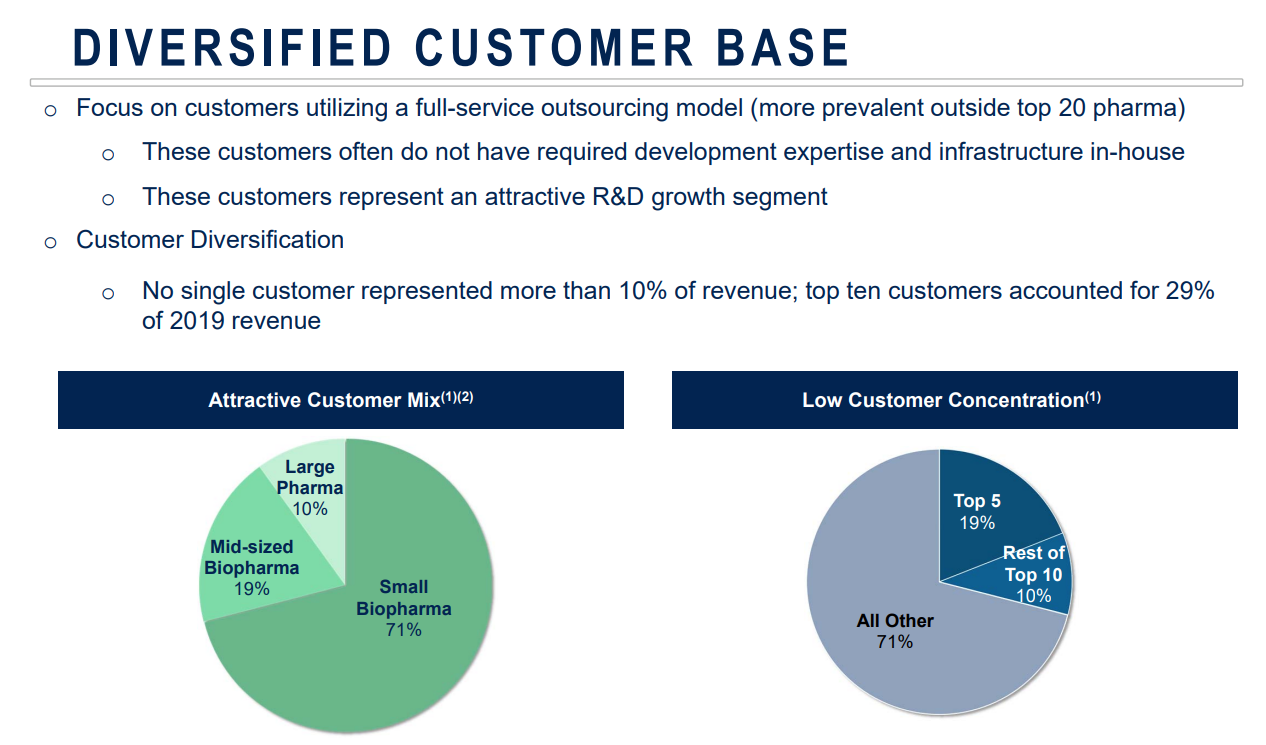 DIVERSIFIED CUSTOMER BASE
o Focus on customers utilizing a full-service outsourcing model (more prevalent outside top 20 pharma)
o These customers often do not have required development expertise and infrastructure in-house
o These customers represent an attractive R&D growth segment
o Customer Diversification
o No single customer represented more than 10% of revenue; top ten customers accounted for 29%
of 2019 revenue
Attractive Customer Mix(1)(2)
Large
Pharma
10%
Mid-sized
Biopharma
19%
Small
Biopharma
71%
Low Customer Concentration(1)
Top 5
19%
Rest of
Top 10
10%
All Other
71%